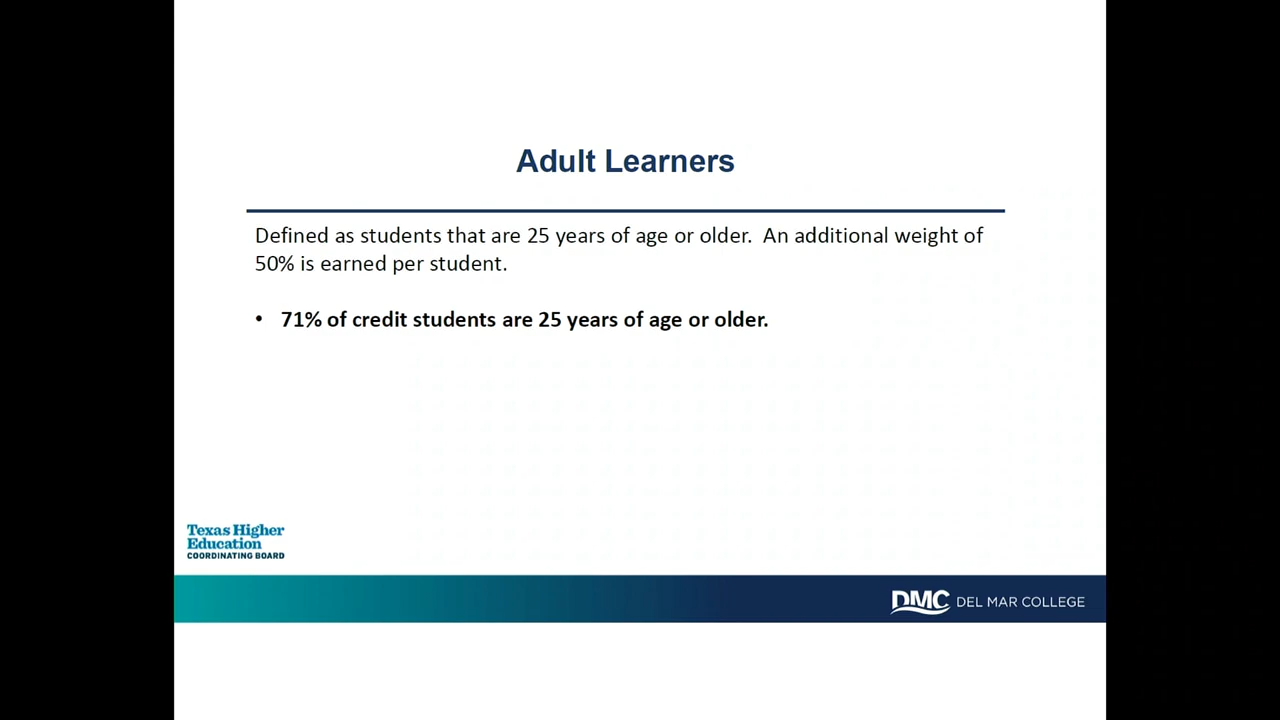 Adult Learners
Defined as students that are 25 years of age or older.  An additional weight of
50% is earned per student.
• 71% of credit students are 25 years of age or older.
Texas Higher
Education
COORDINATING BOARD
DMC DEL MAR COLLEGE